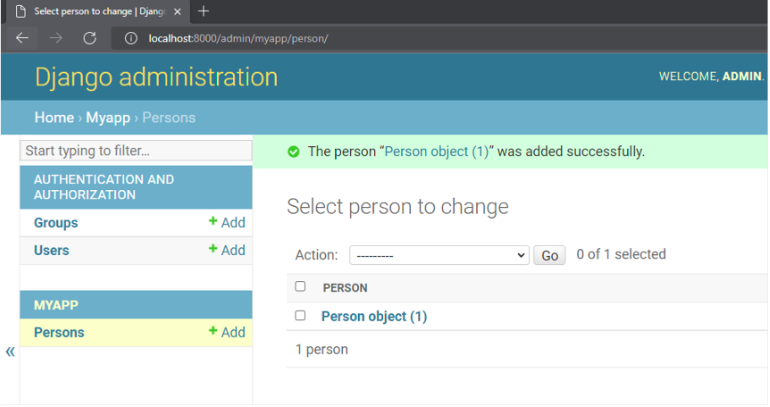 Select person to change | Djang
localhost:8000/admin/myapp/person/
Django administration
WELCOME, ADMIN.
Home › Myapp › Persons
Start typing to filter...
The person “Person object (1)” was added successfully.
AUTHENTICATION AND
AUTHORIZATION
Groups + Add
Users + Add
MYAPP
Persons + Add
«
Select person to change
Action: --------- Go 0 of 1 selected
PERSON
Person object (1)
1 person